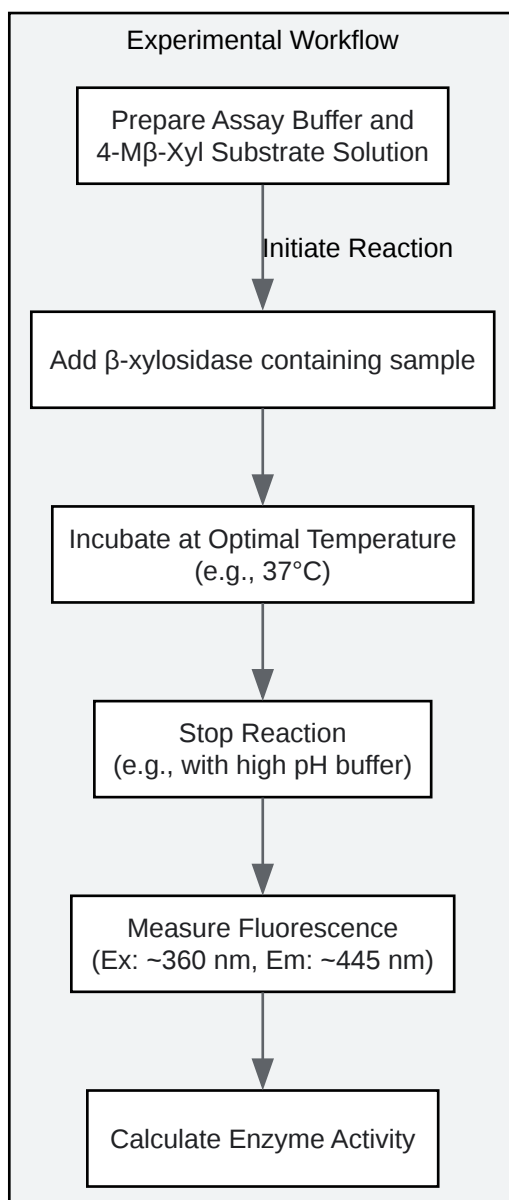 Experimental Workflow
Prepare Assay Buffer and
4-Mβ-Xyl Substrate Solution
Initiate Reaction
Add β-xylosidase containing sample
Incubate at Optimal Temperature
(e.g., 37°C)
Stop Reaction
(e.g., with high pH buffer)
Measure Fluorescence
(Ex: ~360 nm, Em: ~445 nm)
Calculate Enzyme Activity